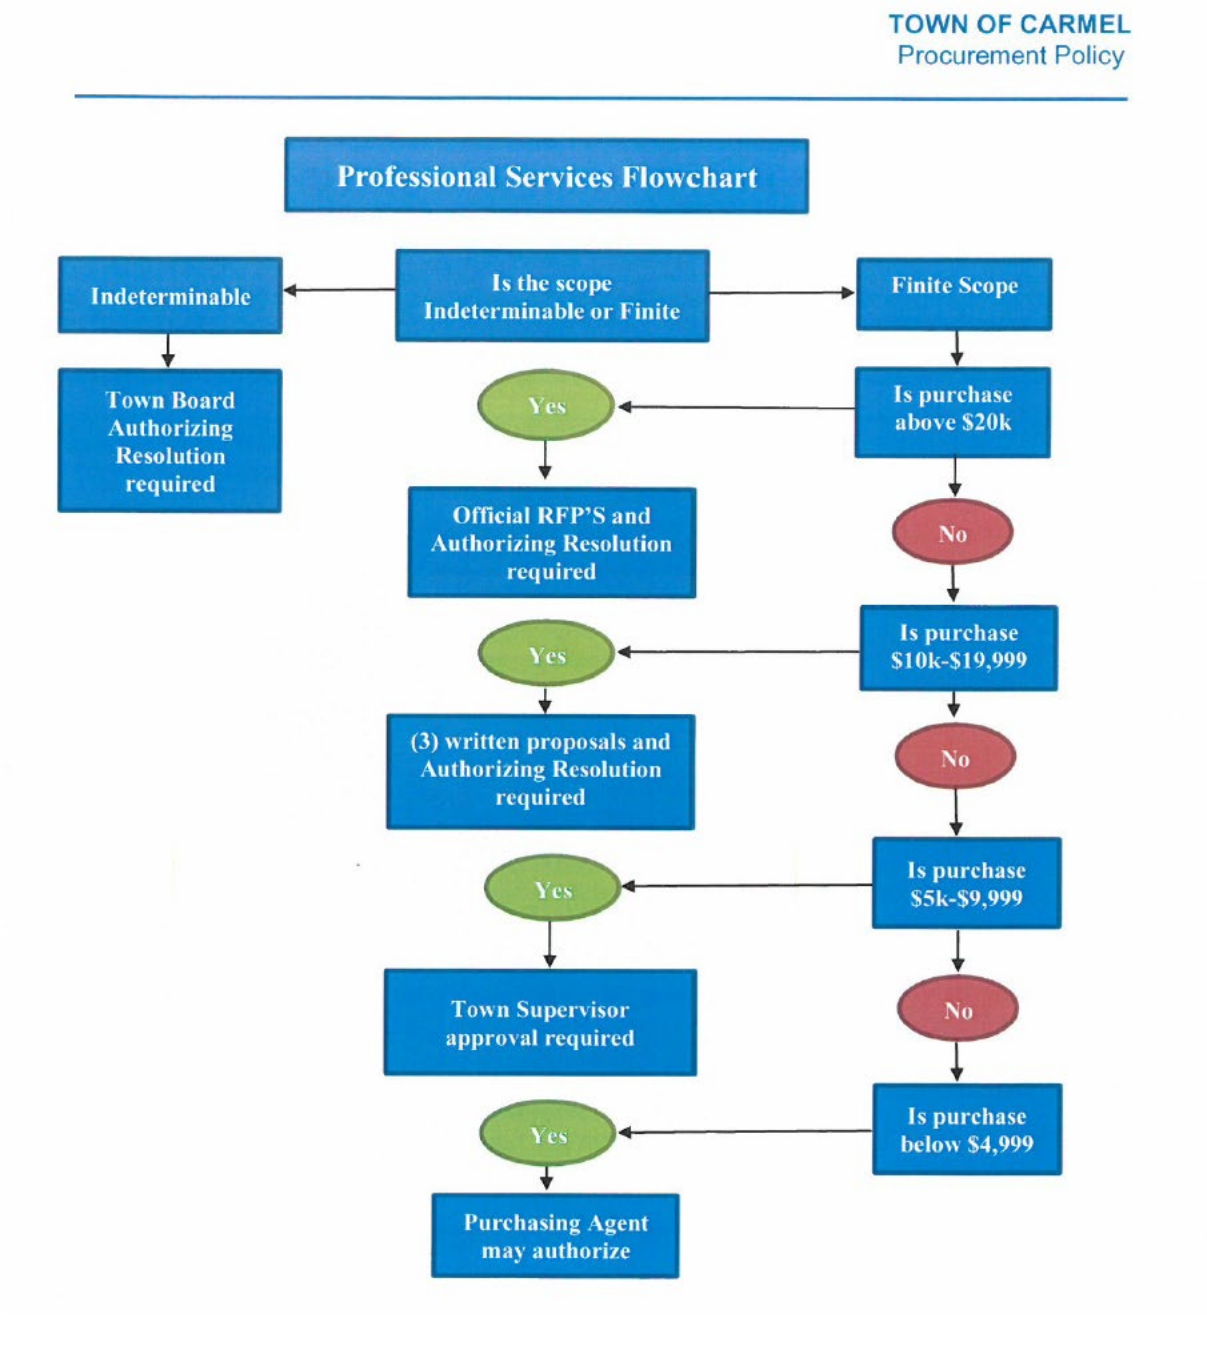 TOWN OF CARMEL
Procurement Policy
Professional Services Flowchart
Indeterminable
Is the scope
Indeterminable or Finite
Finite Scope
Town Board
Authorizing
Resolution
required
Yes
Is purchase
above $20k
Official RFP'S and
Authorizing Resolution
required
No
Yes
Is purchase
$10k-$19,999
(3) written proposals and
Authorizing Resolution
required
No
Yes
Is purchase
$5k-$9,999
Town Supervisor
approval required
No
Yes
Is purchase
below $4,999
Purchasing Agent
may authorize